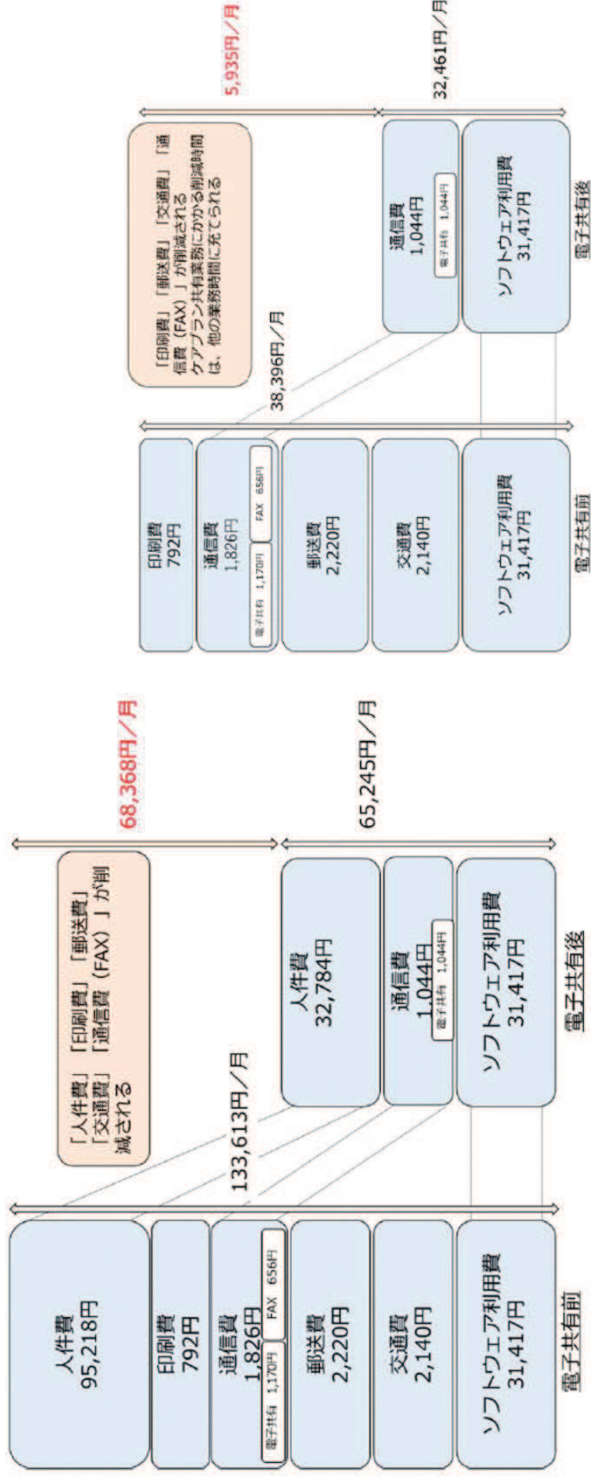 「人件費」「印刷費」「郵送費」
「交通費」「通信費（FAX）」が削
減される
68,368円／月
133,613円／月
65,245円／月
人件費
95,218円
印刷費
792円
通信費
1,826円
電子共有 1,170円
FAX 656円
郵送費
2,220円
交通費
2,140円
ソフトウェア利用費
31,417円
電子共有前
人件費
32,784円
通信費
1.044円
電子共有 1,044円
ソフトウェア利用費
31,417円
電子共有後
「印刷費」「郵送費」「交通費」「通
信費（FAX）」が削減される
ケアプラン共有業務にかかる削減時間
は、他の業務時間に充てられる
5,935円／月
38,396円／月
32,461円／月
印刷費
792円
通信費
1,826円
電子共有 1,170円
FAX 656円
郵送費
2,220円
交通費
2,140円
ソフトウェア利用費
31,417円
電子共有前
通信費
1,044円
電子共有 1,044円
ソフトウェア利用費
31,417円
電子共有後